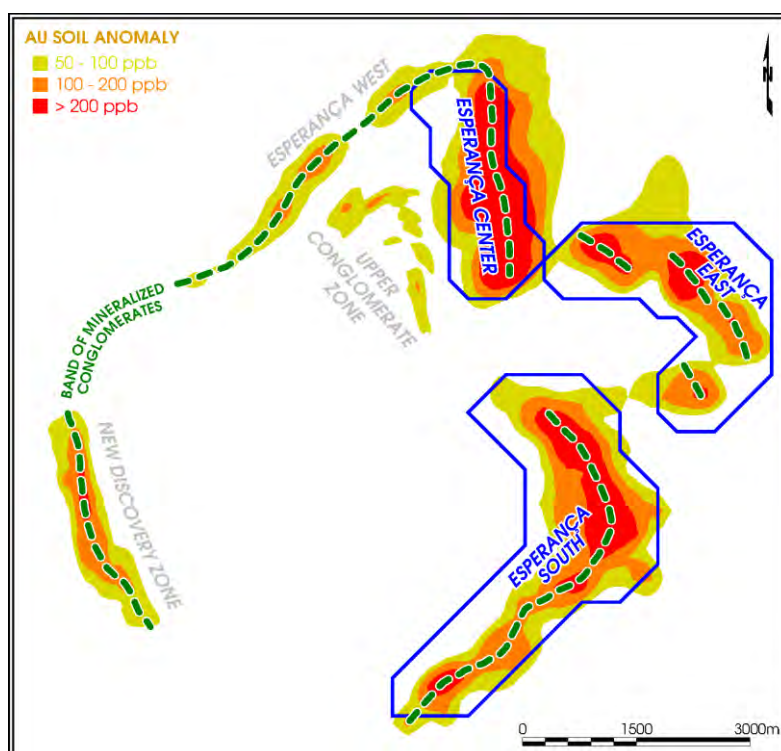 AU SOIL ANOMALY
50 - 100 ppb
100 - 200 ppb
> 200 ppb
N
ESPERANÇA WEST
ESPERANÇA CENTER
UPPER
CONGLOMERATE
ZONE
ESPERANÇA
EAST
BAND OF MINERALIZED
CONGLOMERATES
NEW DISCOVERY ZONE
ESPERANÇA
SOUTH
0 1500 3000m